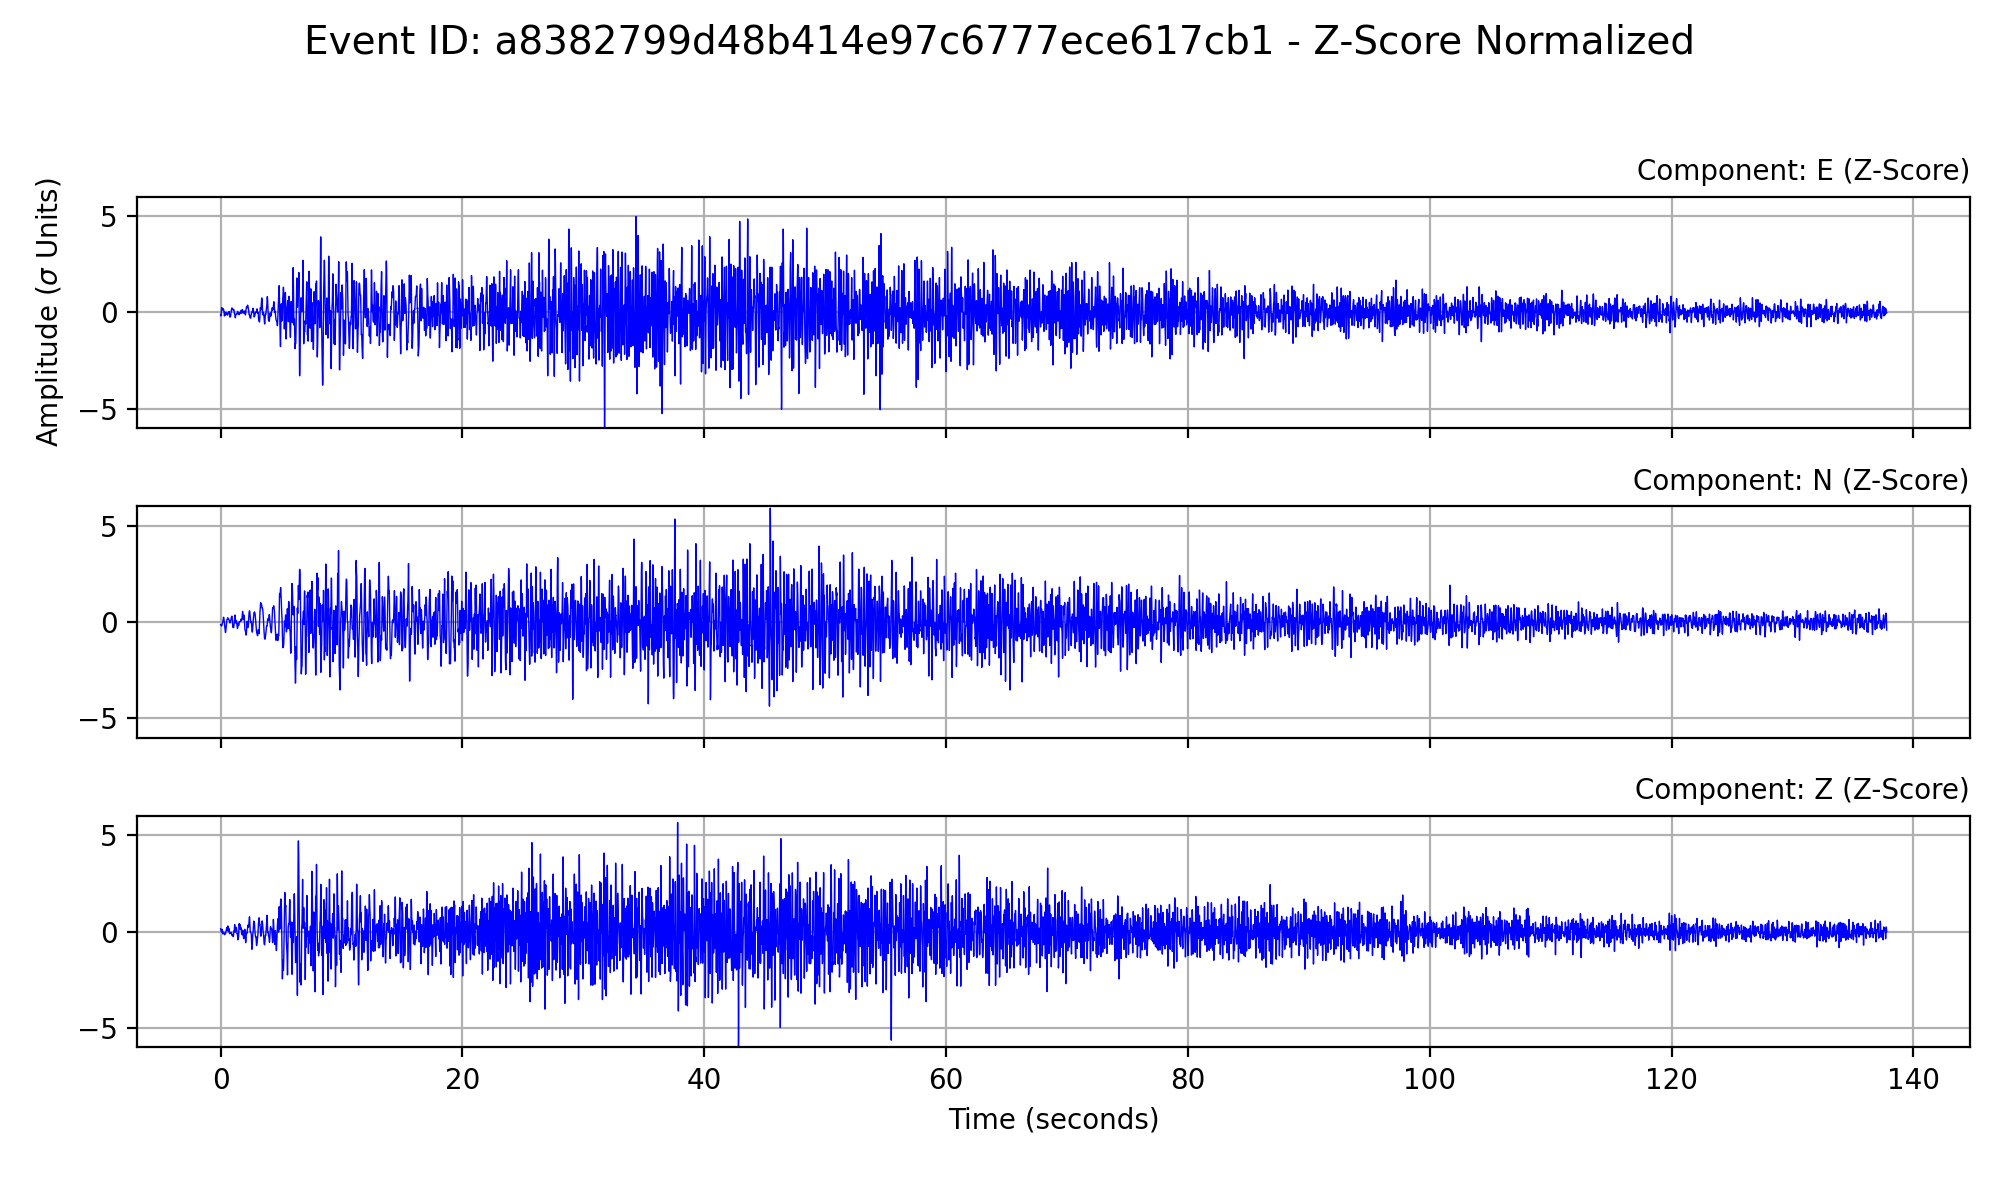 Event ID: a8382799d48b414e97c6777ece617cb1 - Z-Score Normalized
Component: E (Z-Score)
Amplitude (σ Units)
5
0
−5
Component: N (Z-Score)
5
0
−5
Component: Z (Z-Score)
5
0
−5
0 20 40 60 80 100 120 140
Time (seconds)